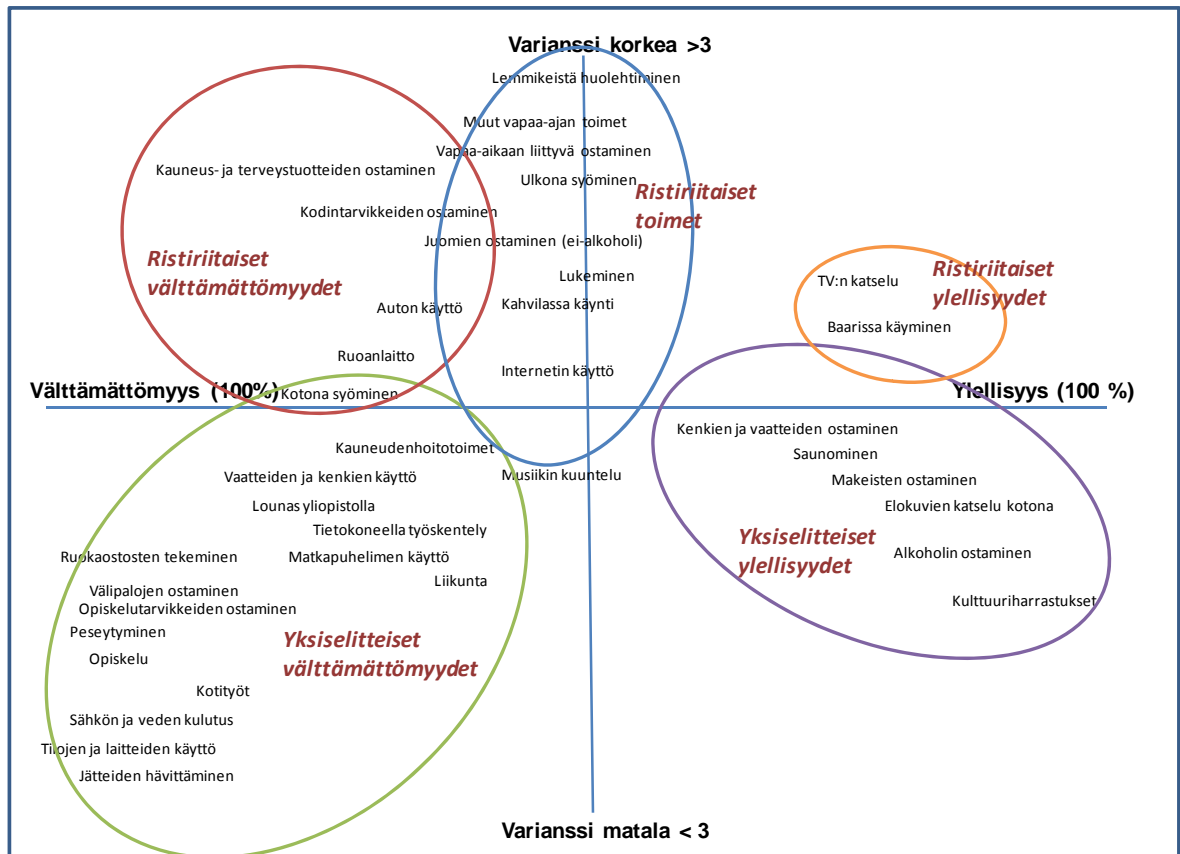 Varianssi korkea >3
Lemmikeistä huolehtiminen
Muut vapaa-ajan toimet
Vapaa-aikaan liittyvä ostaminen
Kauneus- ja terveystuotteiden ostaminen
Ulkona syöminen
Ristiriitaiset
toimet
Kodintarvikkeiden ostaminen
Juomien ostaminen (ei-alkoholi)
Ristiriitaiset
välttämättömyydet
Lukeminen
TV:n katselu
Ristiriitaiset
ylellisyydet
Auton käyttö
Kahvilassa käynti
Baarissa käyminen
Ruoanlaitto
Internetin käyttö
Välttämättömyys (100%)
Kotona syöminen
Ylellisyys (100 %)
Kauneudenhoitotoimet
Kenkien ja vaatteiden ostaminen
Saunominen
Vaatteiden ja kenkien käyttö
Musiikin kuuntelu
Makeisten ostaminen
Lounas yliopistolla
Elokuvien katselu kotona
Tietokoneella työskentely
Yksiselitteiset
ylellisyydet
Ruokaostosten tekeminen
Matkapuhelimen käyttö
Alkoholin ostaminen
Liikunta
Välipalojen ostaminen
Opiskelutarvikkeiden ostaminen
Kulttuuriharrastukset
Peseytyminen
Yksiselitteiset
välttämättömyydet
Opiskelu
Kotityöt
Sähkön ja veden kulutus
Tilojen ja laitteiden käyttö
Jätteiden hävittäminen
Varianssi matala < 3